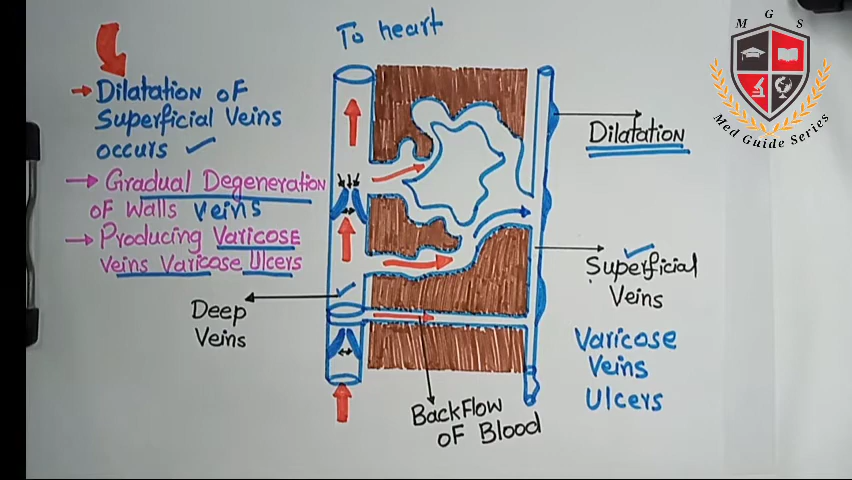 To heart
M G S
Med Guide Series
→ Dilatation of
Superficial Veins
occurs ✓
→ Gradual Degeneration
of Walls Veins
→ Producing Varicose
Veins Varicose Ulcers
Dilatation
Superficial
Veins
Deep
Veins
Varicose
Veins
Ulcers
BackFlow
of Blood